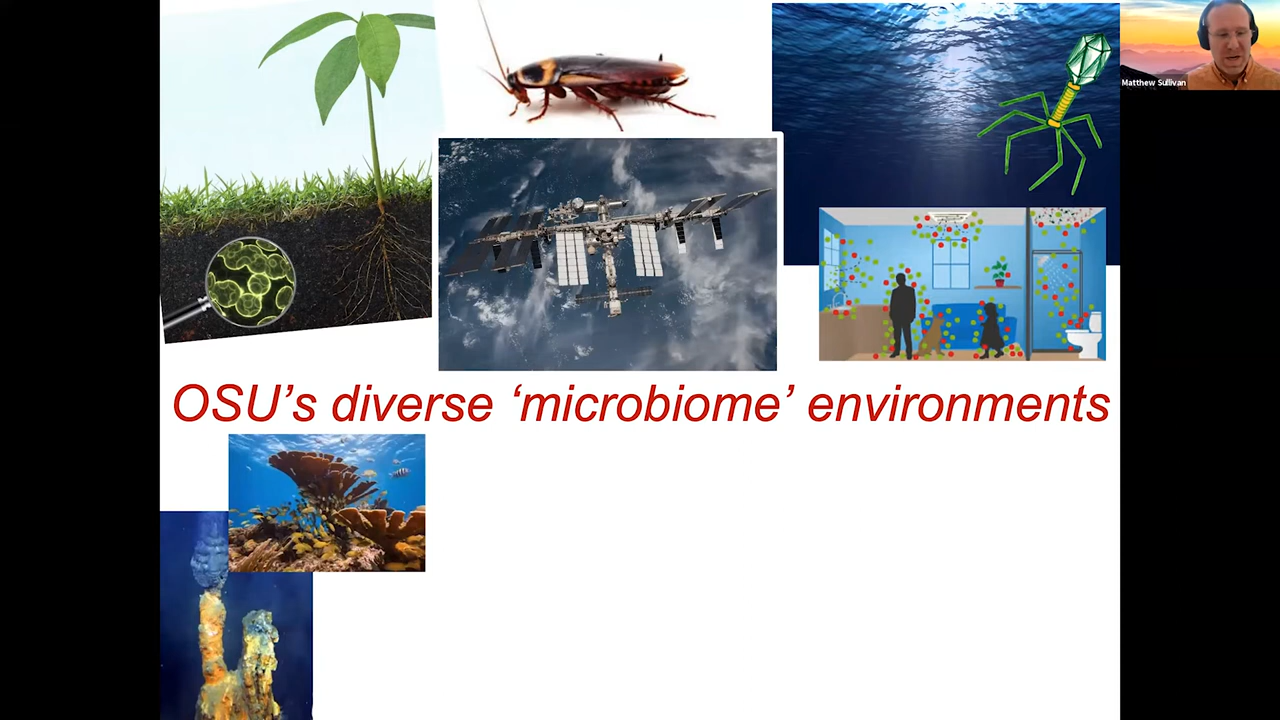 Matthew Sullivan
OSU’s diverse ‘microbiome’ environments